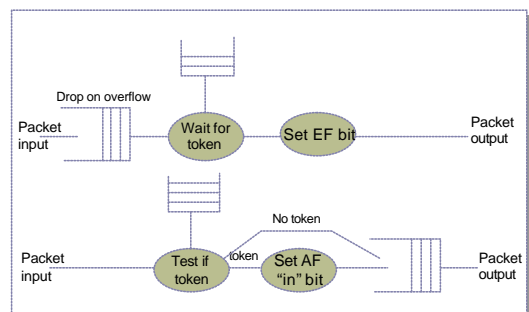 Drop on overflow
Packet
input
Wait for
token
Set EF bit
Packet
output
No token
Packet
input
Test if
token
token
Set AF
“in” bit
Packet
output